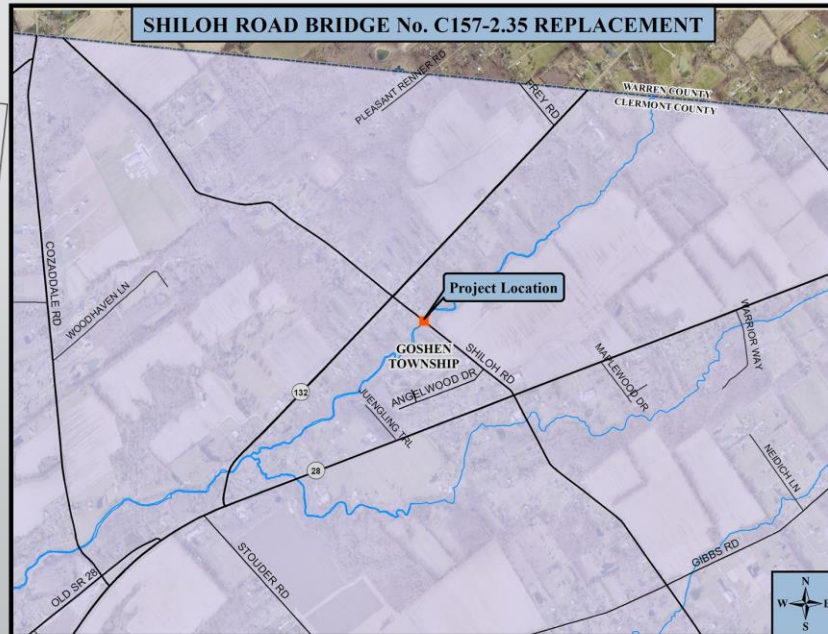 SHILOH ROAD BRIDGE No. C157-2.35 REPLACEMENT
PLEASANT RENNER RD
FREY RD
WARREN COUNTY
CLERMONT COUNTY
COZADDALE RD
WOODHAVEN LN
Project Location
GOSHEN
TOWNSHIP
SHILOH RD
WARRIOR WAY
MAPLEWOOD DR
ANGELWOOD DR
132
JUENGLING TRL
28
NEIDICH LN
GIBBS RD
STOUDER RD
OLD SR 28
N
W E
S